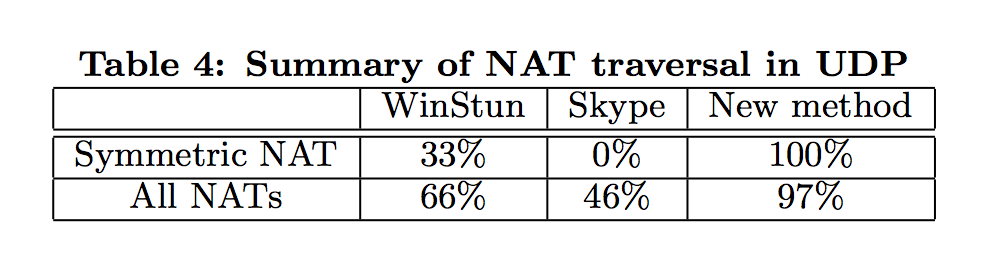 Table 4: Summary of NAT traversal in UDP
WinStun Skype New method
Symmetric NAT 33% 0% 100%
All NATs 66% 46% 97%